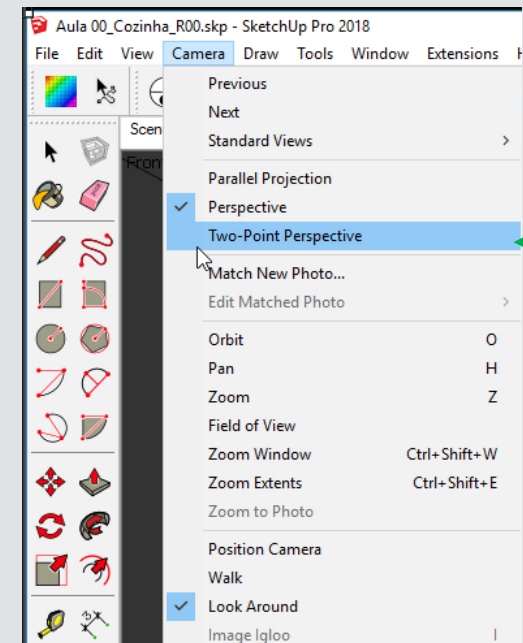 Aula 00_Cozinha_R00.skp - SketchUp Pro 2018
File Edit View Camera Draw Tools Window Extensions
Scen
Fron
Previous
Next
Standard Views
Parallel Projection
Perspective
Two-Point Perspective
Match New Photo...
Edit Matched Photo
Orbit O
Pan H
Zoom Z
Field of View
Zoom Window Ctrl+Shift+W
Zoom Extents Ctrl+Shift+E
Zoom to Photo
Position Camera
Walk
Look Around
Image Igloo I